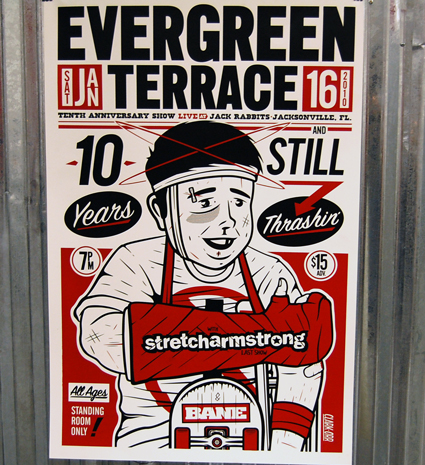 EVERGREEN
SAT JAN TERRACE 16 2010
TENTH ANNIVERSARY SHOW LIVE AT JACK RABBITS·JACKSONVILLE, FL.
10 AND STILL
Years Thrashin'
7PM $15 ADV.
WITH
stretcharmstrong
LAST SHOW
BANE
All Ages
STANDING
ROOM
ONLY!